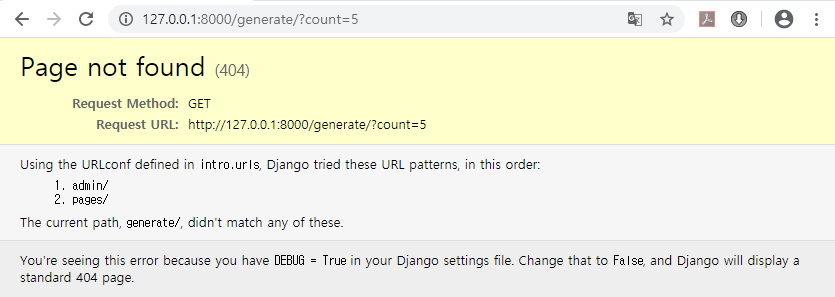 127.0.0.1:8000/generate/?count=5
Page not found (404)
Request Method: GET
Request URL: http://127.0.0.1:8000/generate/?count=5
Using the URLconf defined in intro.urls, Django tried these URL patterns, in this order:
1. admin/
2. pages/
The current path, generate/, didn't match any of these.
You're seeing this error because you have DEBUG = True in your Django settings file. Change that to False, and Django will display a
standard 404 page.